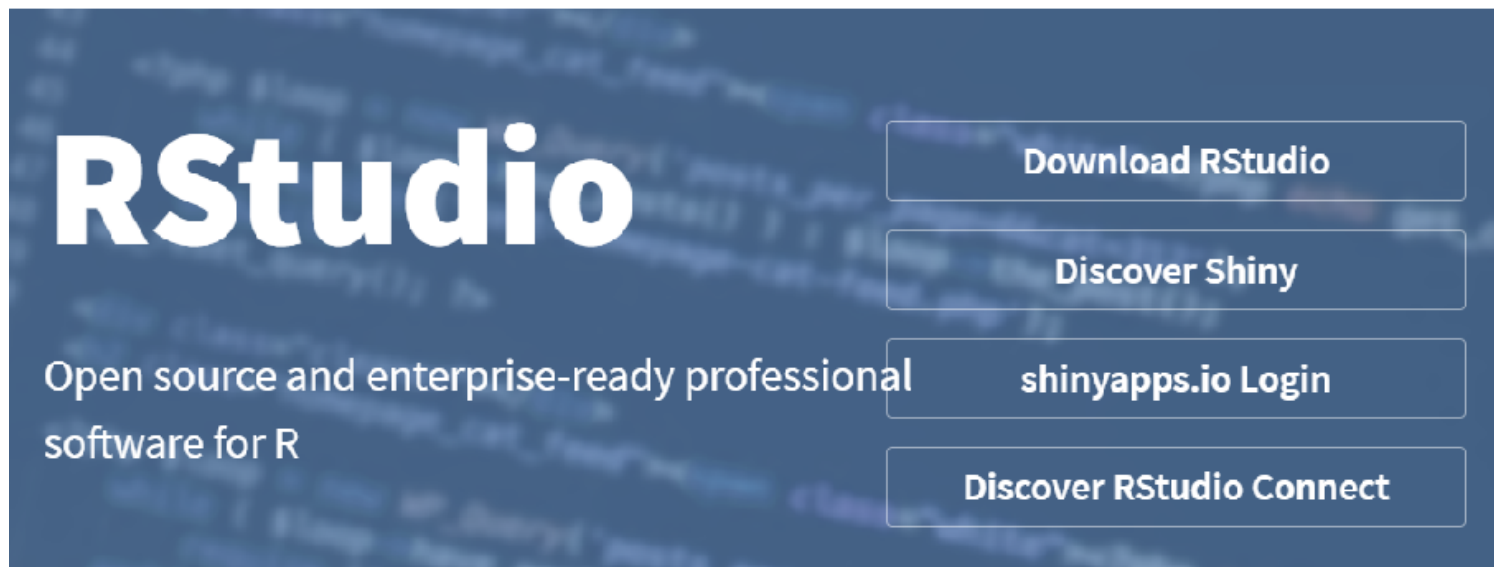 RStudio
Open source and enterprise-ready professional
software for R
Download RStudio
Discover Shiny
shinyapps.io Login
Discover RStudio Connect